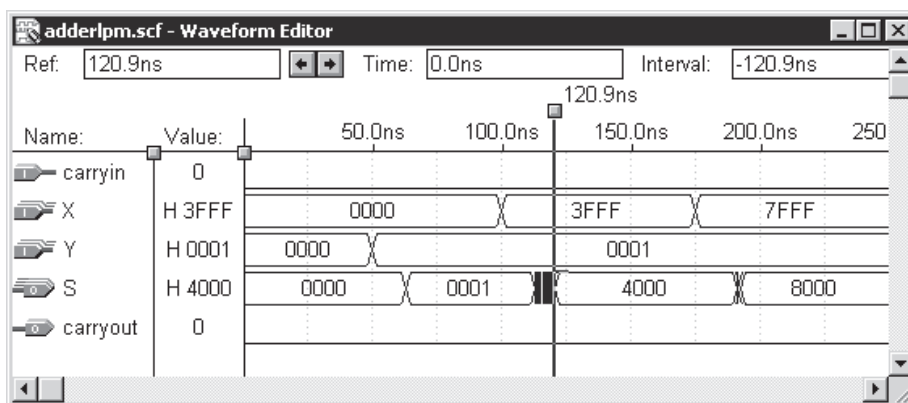 adderlpm.scf - Waveform Editor
Ref: 120.9ns Time: 0.0ns Interval: -120.9ns
120.9ns
Name: Value: 50.0ns 100.0ns 150.0ns 200.0ns 250
carryin 0
X H 3FFF 0000 3FFF 7FFF
Y H 0001 0000 0001
S H 4000 0000 0001 4000 8000
carryout 0